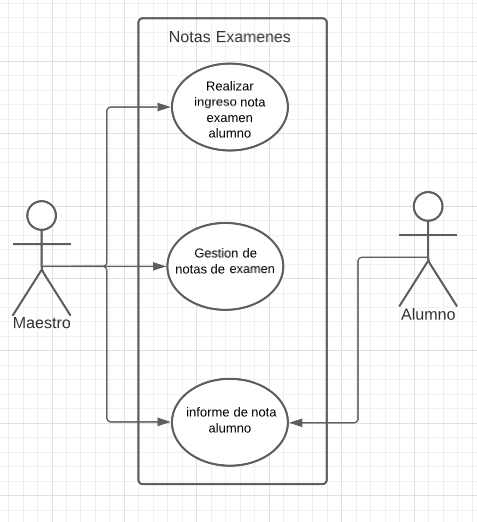 Notas Examenes
Realizar
ingreso nota
examen
alumno
Gestion de
notas de examen
Maestro
Alumno
informe de nota
alumno